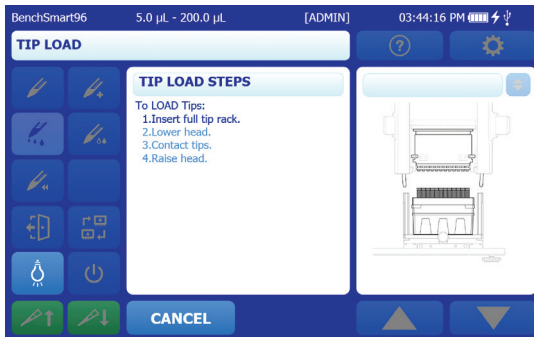 BenchSmart96 5.0 µL - 200.0 µL [ADMIN] 03:44:16 PM
TIP LOAD
?
TIP LOAD STEPS
To LOAD Tips:
1.Insert full tip rack.
2.Lower head.
3.Contact tips.
4.Raise head.
CANCEL